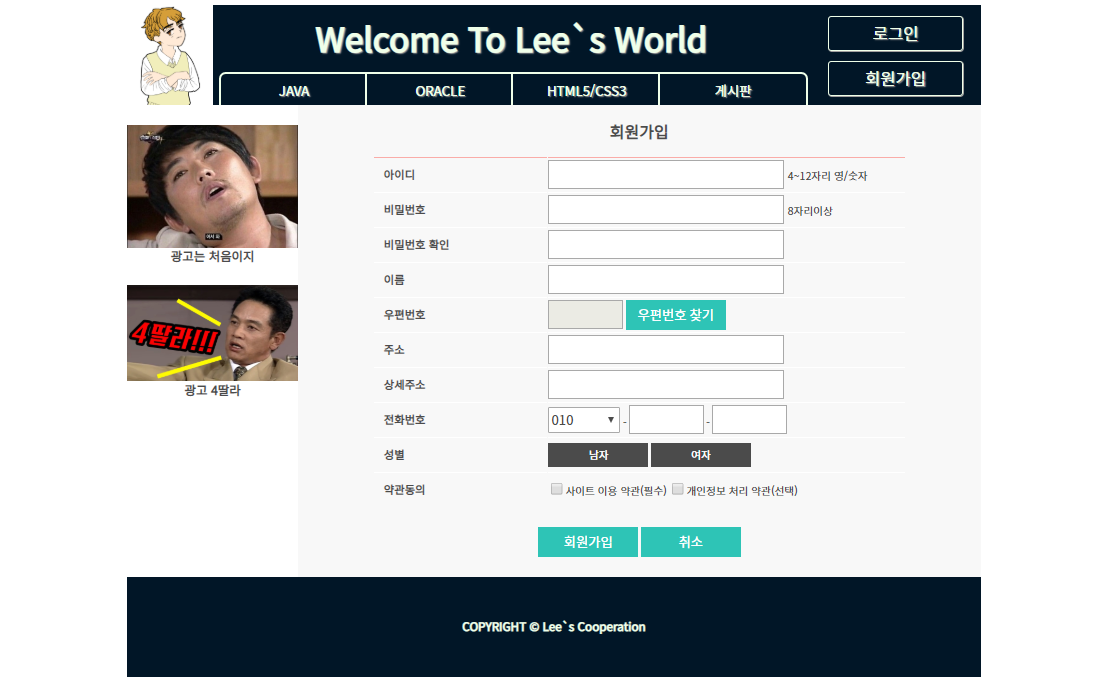 Welcome To Lee`s World
로그인
회원가입
JAVA
ORACLE
HTML5/CSS3
게시판
회원가입
아이디
4~12자리 영/숫자
비밀번호
8자리이상
비밀번호 확인
이름
우편번호
우편번호 찾기
주소
상세주소
전화번호
010 - -
성별
남자
여자
약관동의
사이트 이용 약관(필수)
개인정보 처리 약관(선택)
회원가입
취소
광고는 처음이지
4딸라!!!
광고 4딸라
COPYRIGHT © Lee`s Cooperation